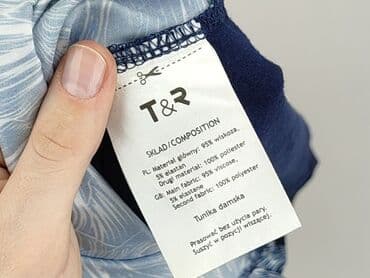 T&R
SKŁAD/COMPOSITION
PL: Materiał główny: 95% wiskoza,
5% elastan
Drugi materiał: 100% poliester
GB: Main fabric: 95% viscose,
5% elastane
Second fabric: 100% polyester
Tunika damska
Prasować bez użycia pary.
Suszyć w pozycji wiszącej.